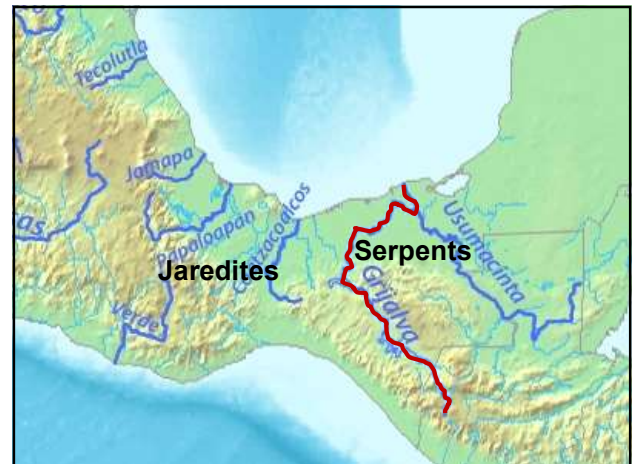 Tecolutla
Jamapa
as
Papaloapan
Coatzacoalcos
Jaredites
Serpents
Usumacinta
Grijalva
Verde